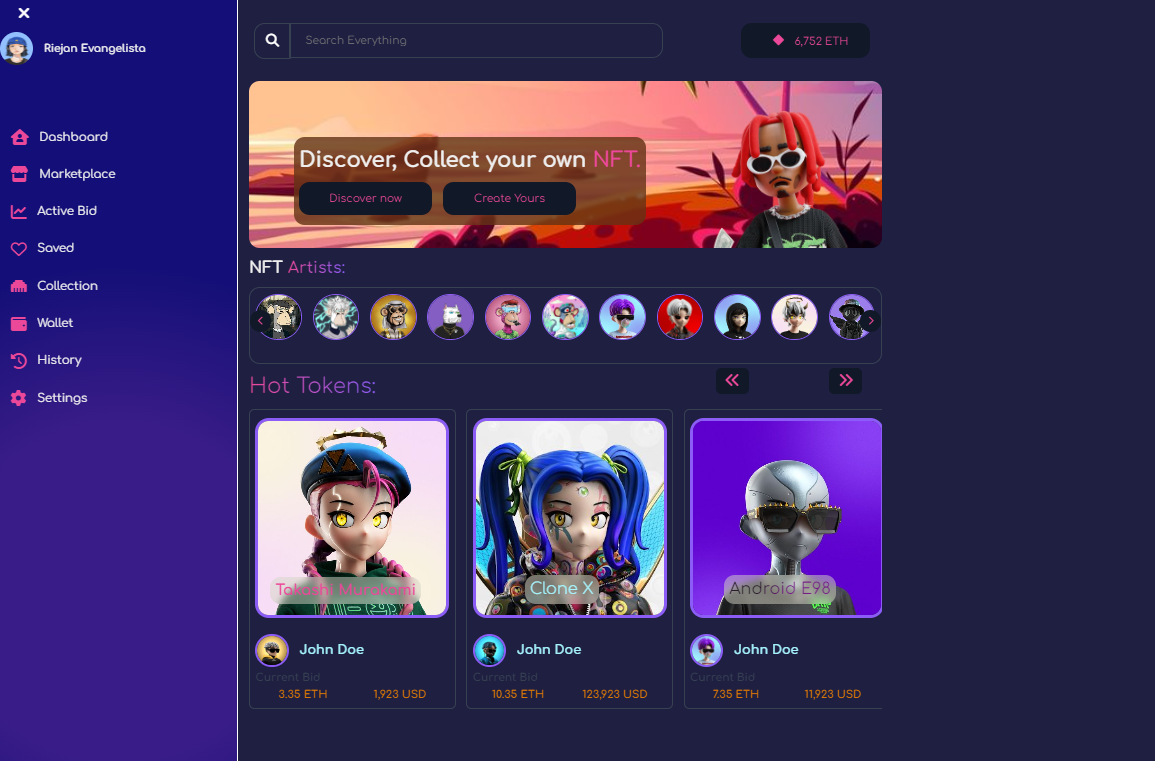 Riejan Evangelista
Dashboard
Marketplace
Active Bid
Saved
Collection
Wallet
History
Settings
Search Everything
6,752 ETH
Discover, Collect your own NFT.
Discover now
Create Yours
NFT Artists:
Hot Tokens:
Takashi Murakami
Clone X
Android E98
John Doe
Current Bid
3.35 ETH 1,923 USD
John Doe
Current Bid
10.35 ETH 123,923 USD
John Doe
Current Bid
7.35 ETH 11,923 USD